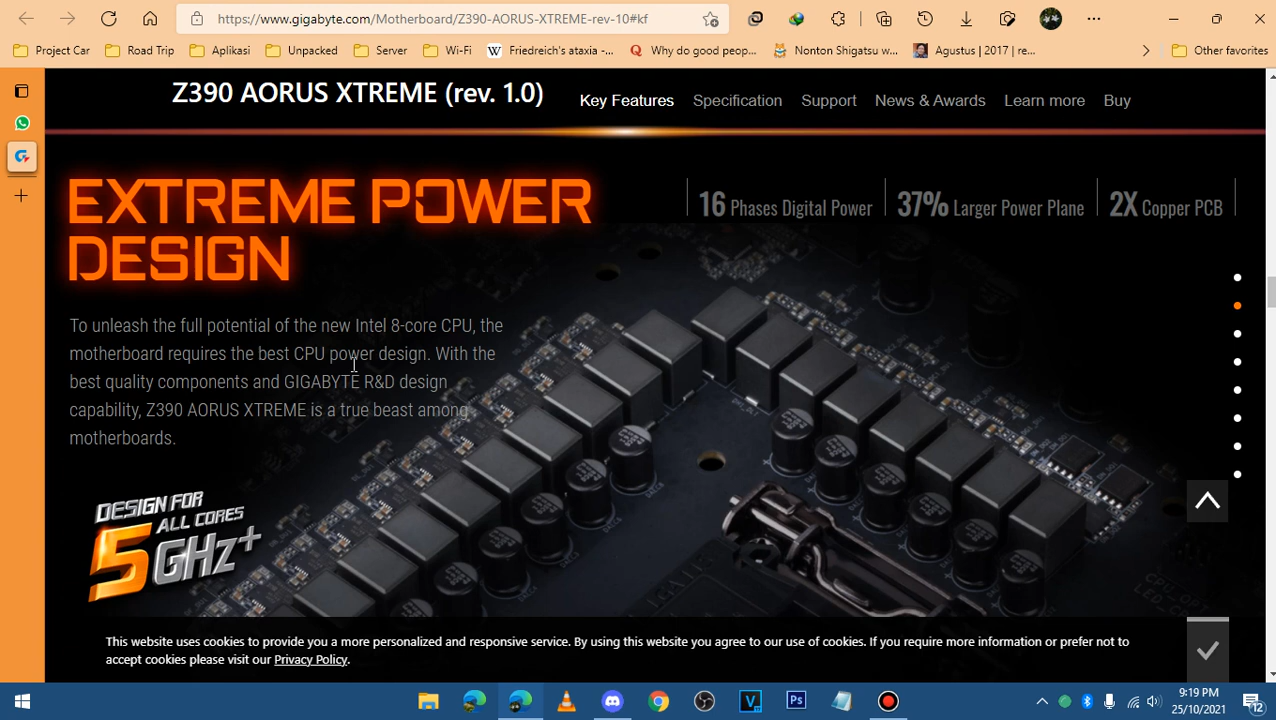 https://www.gigabyte.com/Motherboard/Z390-AORUS-XTREME-rev-10#kf
Project Car
Road Trip
Aplikasi
Unpacked
Server
Wi-Fi
W
Friedreich's ataxia -...
Q
Why do good peop...
Nonton Shigatsu w...
Agustus | 2017 | re...
Other favorites
Z390 AORUS XTREME (rev. 1.0)
Key Features
Specification
Support
News & Awards
Learn more
Buy
EXTREME POWER
DESIGN
16 Phases Digital Power
37% Larger Power Plane
2X Copper PCB
To unleash the full potential of the new Intel 8-core CPU, the
motherboard requires the best CPU power design. With the
best quality components and GIGABYTE R&D design
capability, Z390 AORUS XTREME is a true beast among
motherboards.
DESIGN FOR
ALL CORES
5GHz+
This website uses cookies to provide you a more personalized and responsive service. By using this website you agree to our use of cookies. If you require more information or prefer not to
accept cookies please visit our Privacy Policy.
V
Ps
9:19 PM
25/10/2021
12